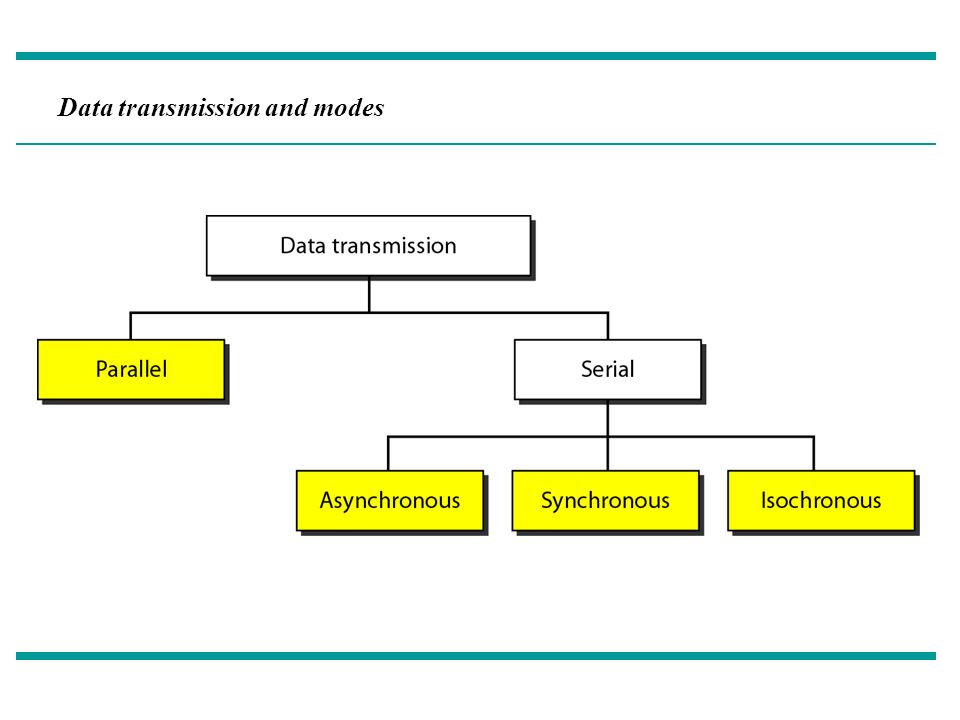 Data transmission and modes
Data transmission
Parallel
Serial
Asynchronous
Synchronous
Isochronous